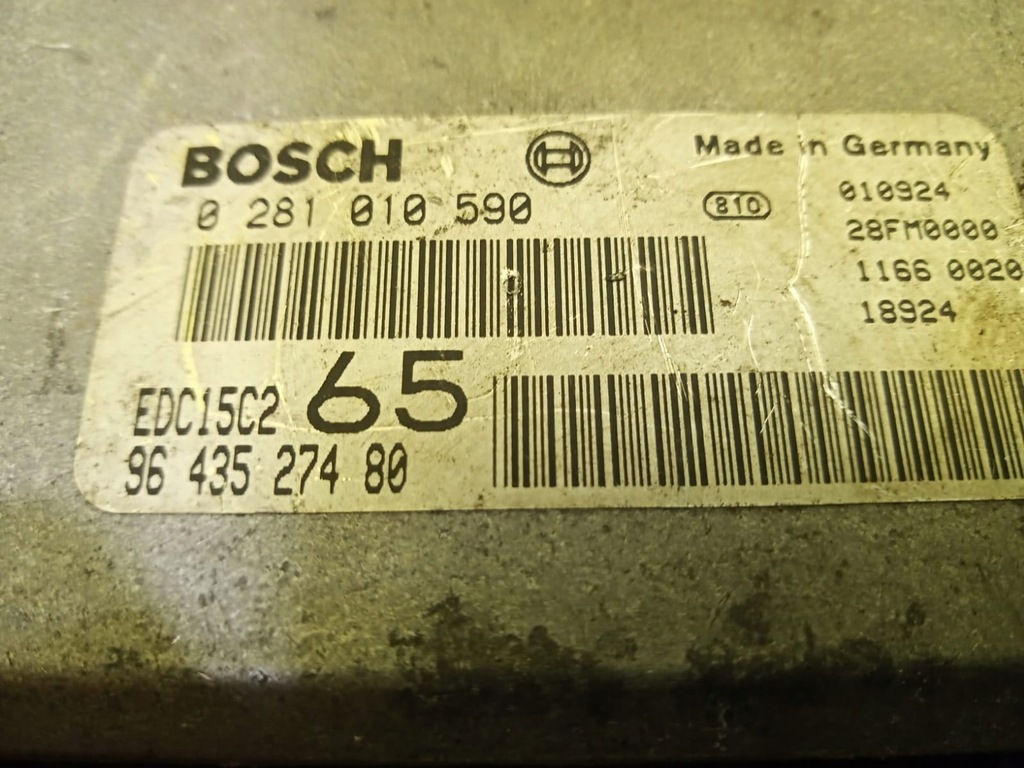 BOSCH
Made in Germany
0 281 010 590
810
010924
28FM0000
1166 0020
18924
EDC15C2 65
96 435 274 80